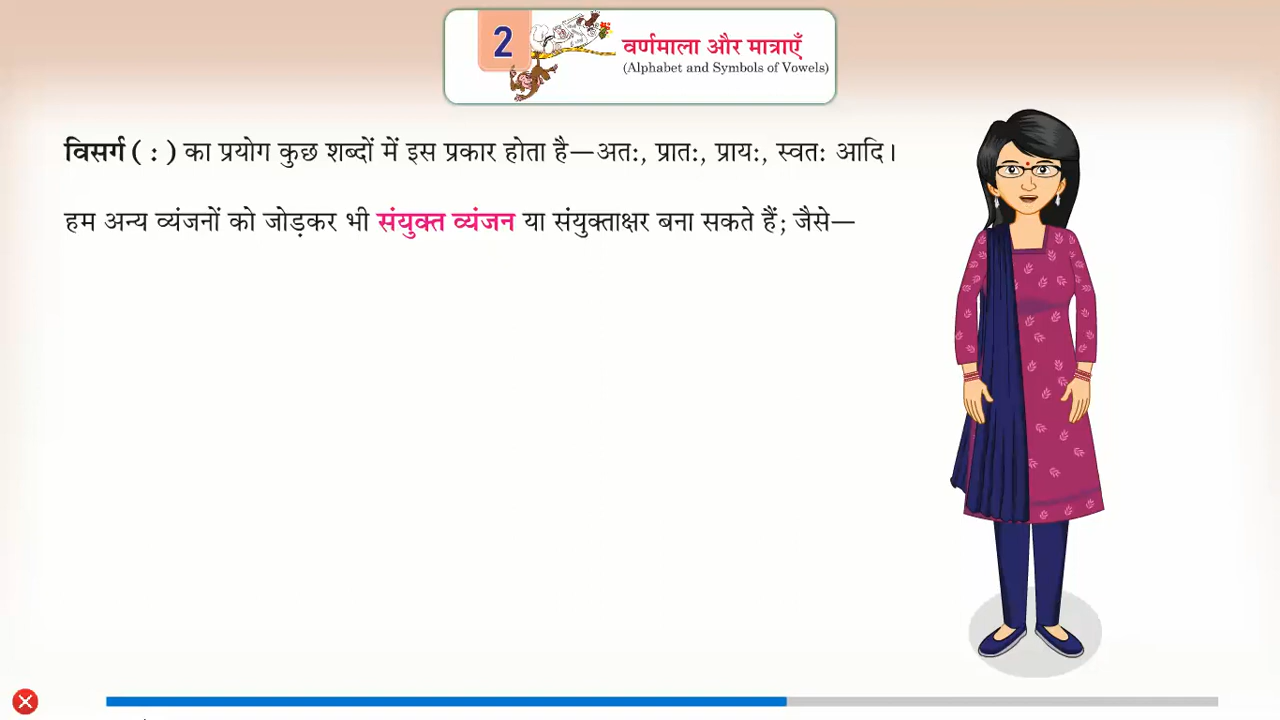 2
वर्णमाला और मात्राएँ
(Alphabet and Symbols of Vowels)
विसर्ग ( : ) का प्रयोग कुछ शब्दों में इस प्रकार होता है—अतः, प्रातः, प्रायः, स्वतः आदि।
हम अन्य व्यंजनों को जोड़कर भी संयुक्त व्यंजन या संयुक्ताक्षर बना सकते हैं; जैसे—